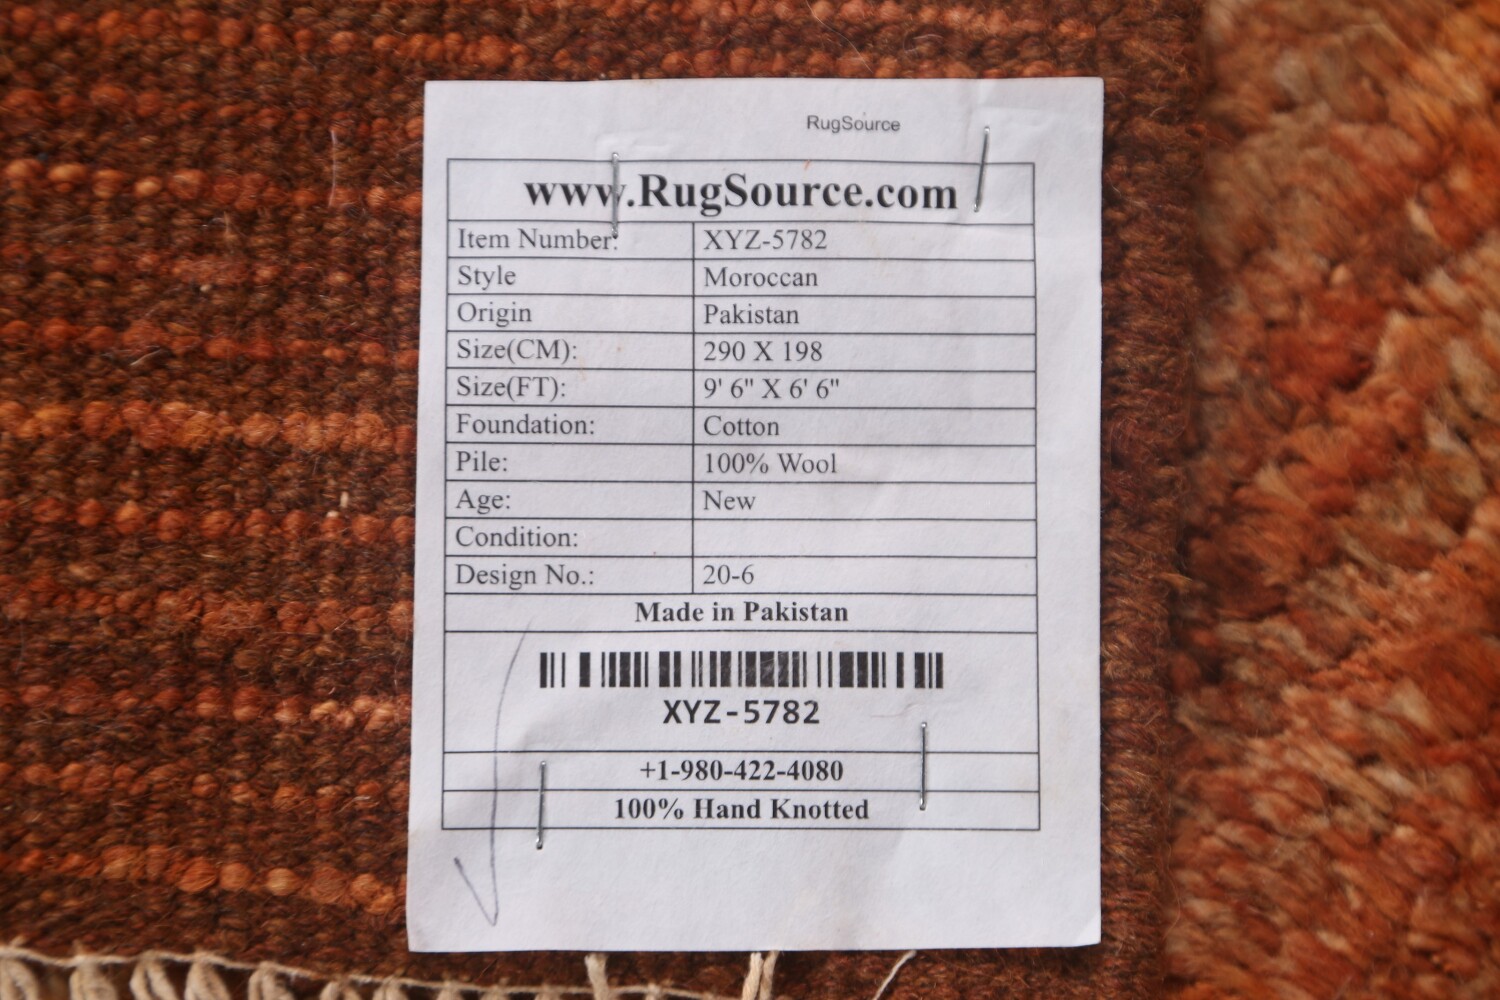 RugSource
www.RugSource.com
Item Number: XYZ-5782
Style Moroccan
Origin Pakistan
Size(CM): 290 X 198
Size(FT): 9' 6" X 6' 6"
Foundation: Cotton
Pile: 100% Wool
Age: New
Condition:
Design No.: 20-6
Made in Pakistan
XYZ-5782
+1-980-422-4080
100% Hand Knotted